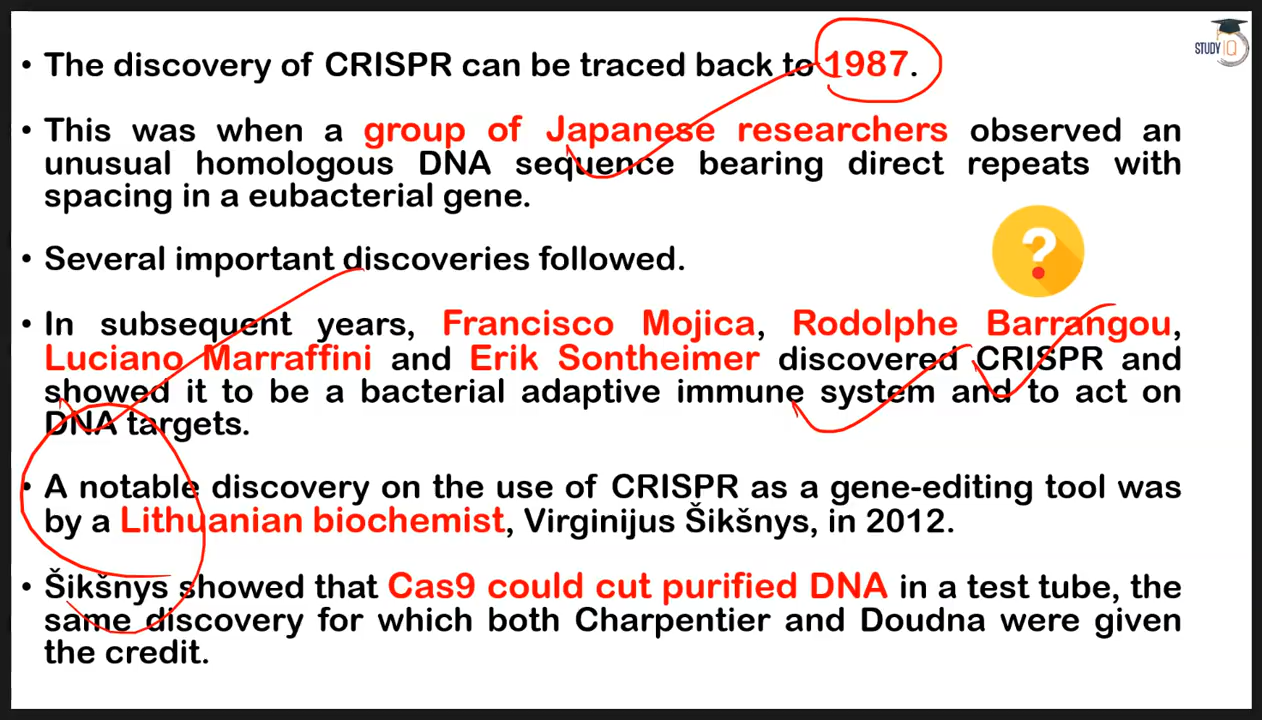 STUDY IQ
• The discovery of CRISPR can be traced back to 1987.
• This was when a group of Japanese researchers observed an
unusual homologous DNA sequence bearing direct repeats with
spacing in a eubacterial gene.
• Several important discoveries followed.
?
• In subsequent years, Francisco Mojica, Rodolphe Barrangou,
Luciano Marraffini and Erik Sontheimer discovered CRISPR and
showed it to be a bacterial adaptive immune system and to act on
DNA targets.
• A notable discovery on the use of CRISPR as a gene-editing tool was
by a Lithuanian biochemist, Virginijus Šikšnys, in 2012.
• Šikšnys showed that Cas9 could cut purified DNA in a test tube, the
same discovery for which both Charpentier and Doudna were given
the credit.